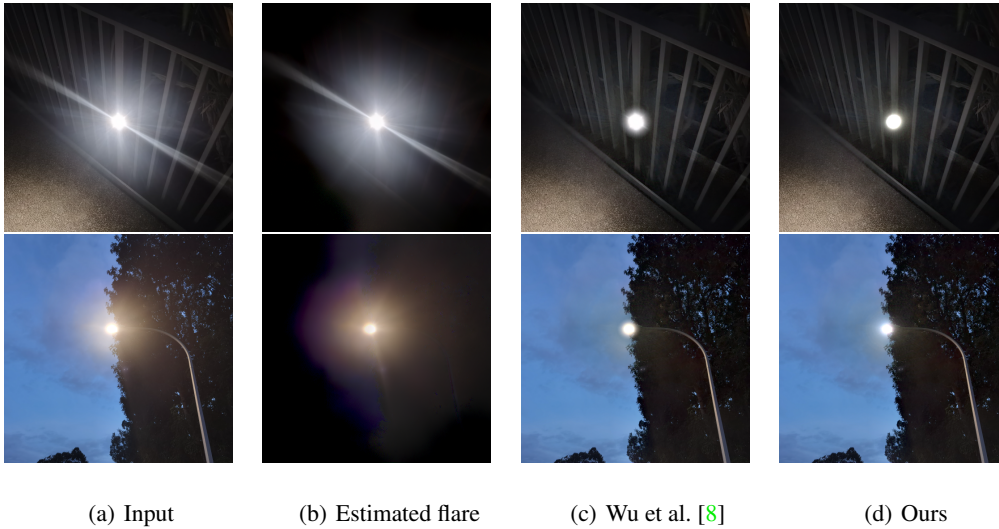 (a) Input
(b) Estimated flare
(c) Wu et al. [8]
(d) Ours